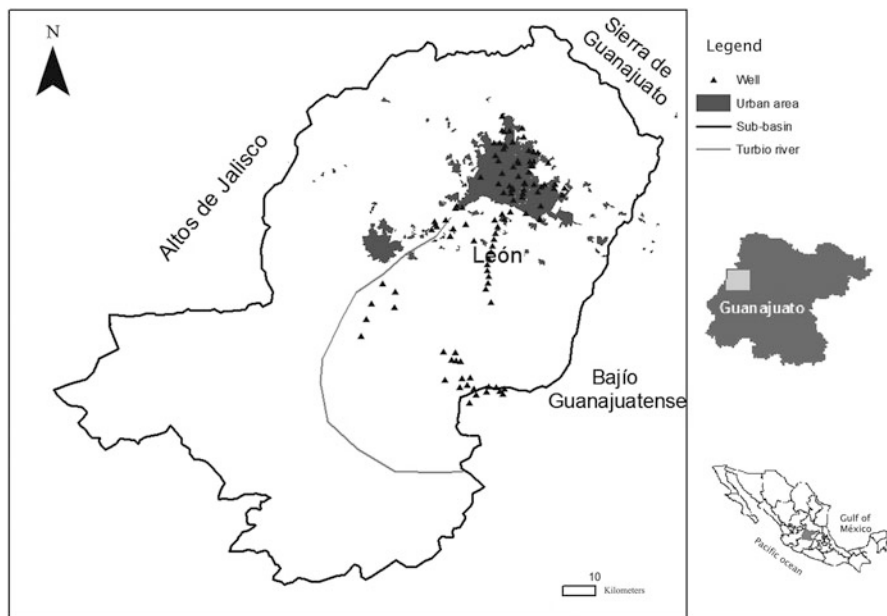 N
Sierra de
Guanajuato
Altos de Jalisco
León
Bajío
Guanajuatense
10
Kilometers
Legend
Well
Urban area
Sub-basin
Turbio river
Guanajuato
Gulf of
México
Pacific ocean